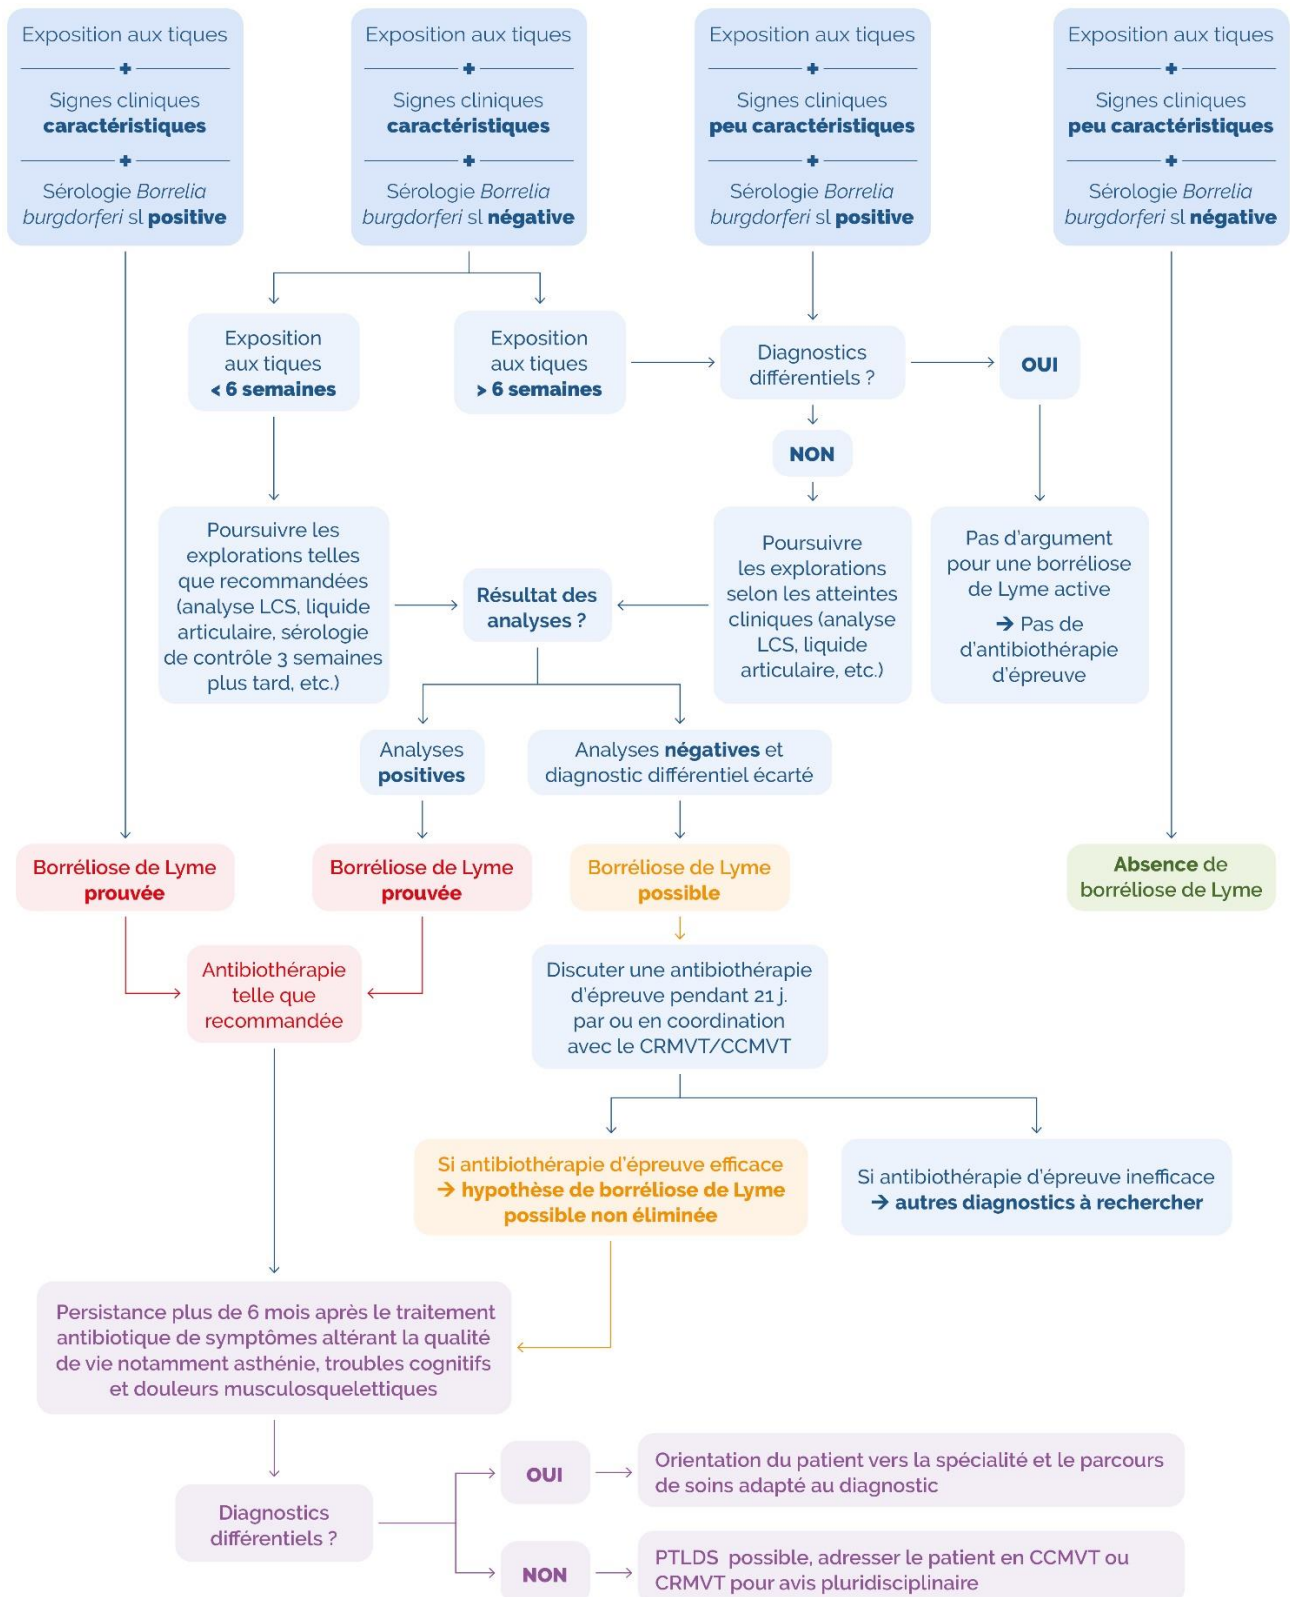 Exposition aux tiques
+
Signes cliniques
caractéristiques
+
Sérologie Borrelia
burgdorferi sl positive
Exposition aux tiques
+
Signes cliniques
caractéristiques
+
Sérologie Borrelia
burgdorferi sl négative
Exposition aux tiques
+
Signes cliniques
peu caractéristiques
+
Sérologie Borrelia
burgdorferi sl positive
Exposition aux tiques
+
Signes cliniques
peu caractéristiques
+
Sérologie Borrelia
burgdorferi sl négative
Exposition
aux tiques
< 6 semaines
Exposition
aux tiques
> 6 semaines
Diagnostics
différentiels ?
OUI
NON
Poursuivre les
explorations telles
que recommandées
(analyse LCS, liquide
articulaire, sérologie
de contrôle 3 semaines
plus tard, etc.)
Résultat des
analyses ?
Poursuivre
les explorations
selon les atteintes
cliniques (analyse
LCS, liquide
articulaire, etc.)
Pas d'argument
pour une borréliose
de Lyme active
→ Pas de
d'antibiothérapie
d'épreuve
Analyses
positives
Analyses négatives et
diagnostic différentiel écarté
Borréliose de Lyme
prouvée
Borréliose de Lyme
prouvée
Borréliose de Lyme
possible
Absence de
borréliose de Lyme
Antibiothérapie
telle que
recommandée
Discuter une antibiothérapie
d'épreuve pendant 21 j.
par ou en coordination
avec le CRMVT/CCMVT
Si antibiothérapie d'épreuve efficace
→ hypothèse de borréliose de Lyme
possible non éliminée
Si antibiothérapie d'épreuve inefficace
→ autres diagnostics à rechercher
Persistance plus de 6 mois après le traitement
antibiotique de symptômes altérant la qualité
de vie notamment asthénie, troubles cognitifs
et douleurs musculosquelettiques
Diagnostics
différentiels ?
OUI
Orientation du patient vers la spécialité et le parcours
de soins adapté au diagnostic
NON
PTLDS possible, adresser le patient en CCMVT ou
CRMVT pour avis pluridisciplinaire